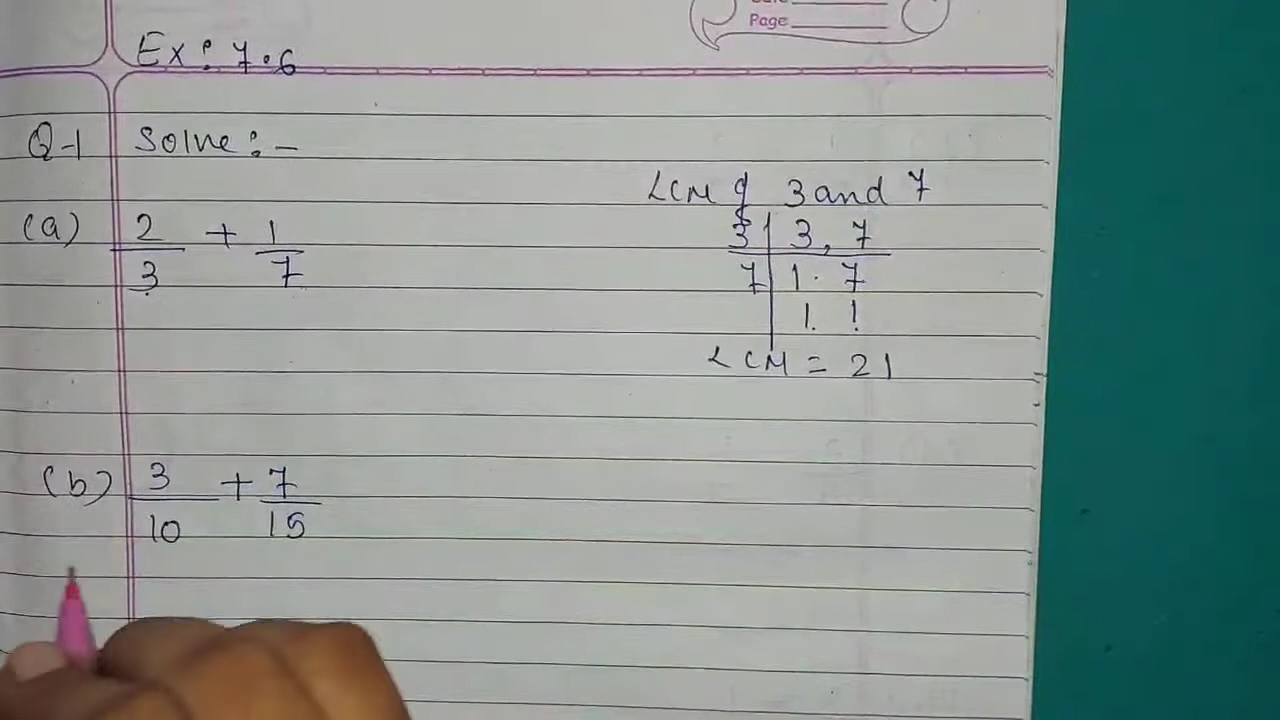 Page
Ex: 7.6
Q-1 Solve:-
(a) 2/3 + 1/7
LCM of 3 and 7
3 | 3, 7
7 | 1. 7
1. 1
LCM = 21
(b) 3/10 + 7/15